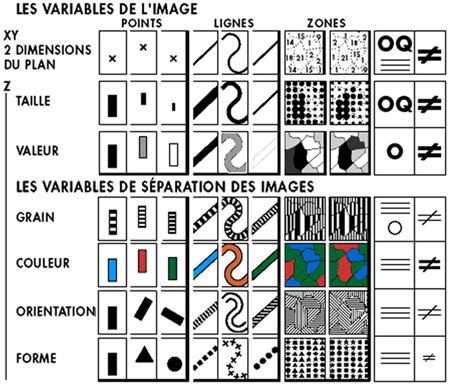 LES VARIABLES DE L'IMAGE
POINTS LIGNES ZONES
XY
2 DIMENSIONS
DU PLAN
OQ ≠
Z
TAILLE
OQ ≠
VALEUR
O ≠
LES VARIABLES DE SÉPARATION DES IMAGES
GRAIN
≡ O ≠
COULEUR
≡ ≠
ORIENTATION
≡ ≠
FORME
≡ ≠